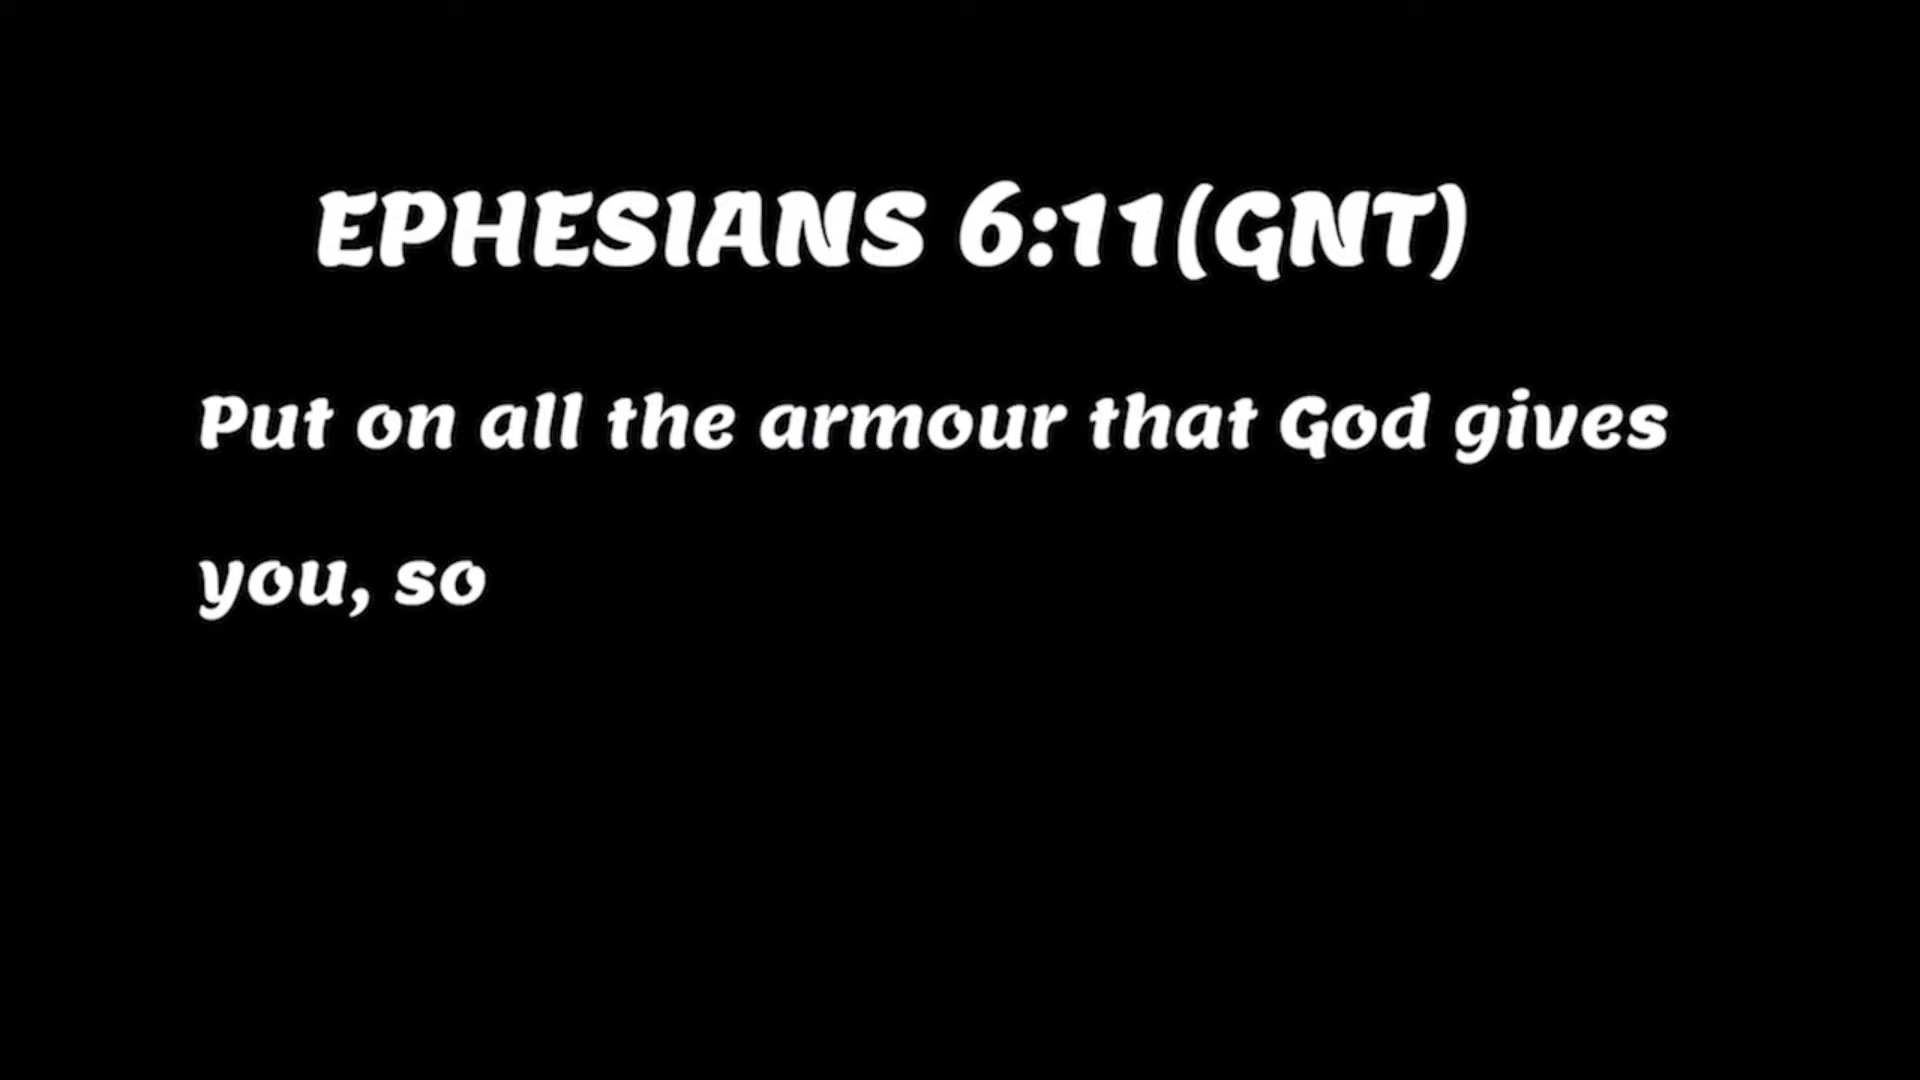 EPHESIANS 6:11(GNT)
Put on all the armour that God gives
you, so